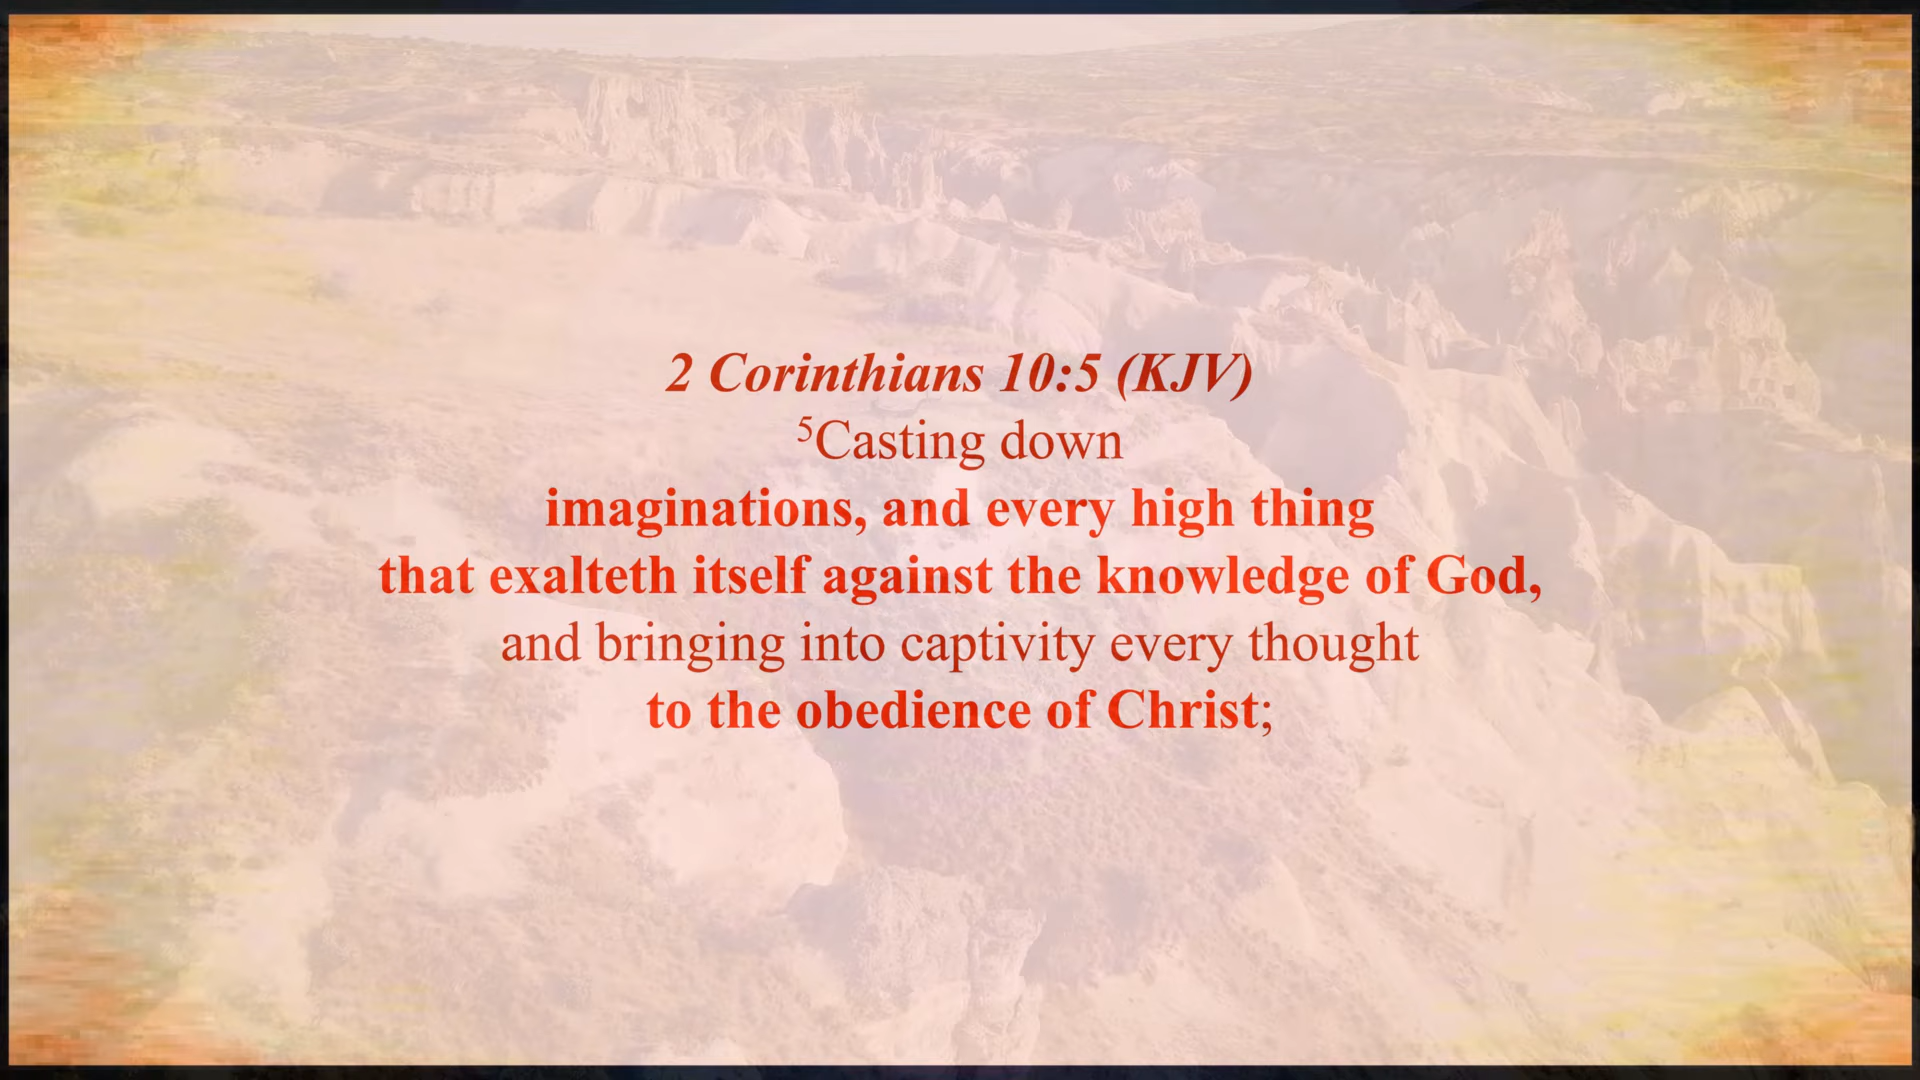 2 Corinthians 10:5 (KJV)
⁵Casting down
imaginations, and every high thing
that exalteth itself against the knowledge of God,
and bringing into captivity every thought
to the obedience of Christ;